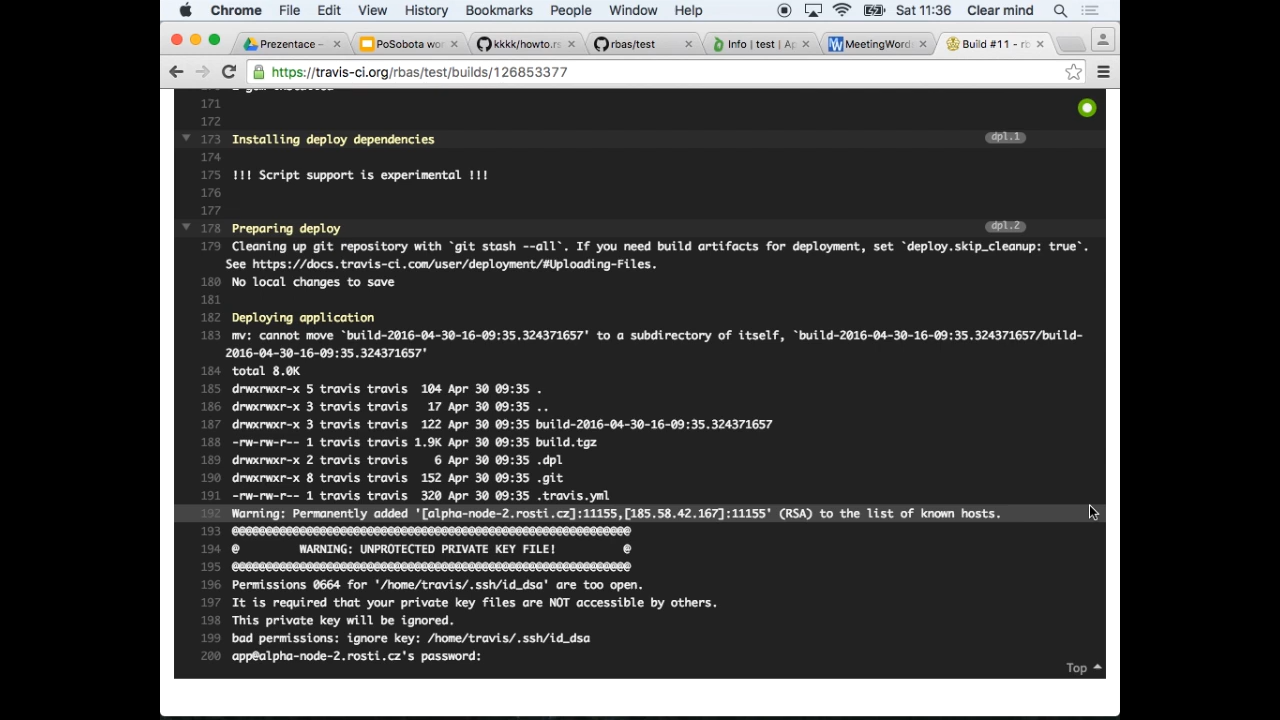 Chrome File Edit View History Bookmarks People Window Help Sat 11:36 Clear mind
Prezentace – PoSobota wo kkkk/howto.rs rbas/test Info | test | Ap MeetingWord Build #11 - rb
https://travis-ci.org/rbas/test/builds/126853377
171
172
173 Installing deploy dependencies dpl.1
174
175 !!! Script support is experimental !!!
176
177
178 Preparing deploy dpl.2
179 Cleaning up git repository with `git stash --all`. If you need build artifacts for deployment, set `deploy.skip_cleanup: true`.
See https://docs.travis-ci.com/user/deployment/#Uploading-Files.
180 No local changes to save
181
182 Deploying application
183 mv: cannot move `build-2016-04-30-16-09:35.324371657' to a subdirectory of itself, `build-2016-04-30-16-09:35.324371657/build-
2016-04-30-16-09:35.324371657'
184 total 8.0K
185 drwxrwxr-x 5 travis travis 104 Apr 30 09:35 .
186 drwxrwxr-x 3 travis travis 17 Apr 30 09:35 ..
187 drwxrwxr-x 3 travis travis 122 Apr 30 09:35 build-2016-04-30-16-09:35.324371657
188 -rw-rw-r-- 1 travis travis 1.9K Apr 30 09:35 build.tgz
189 drwxrwxr-x 2 travis travis 6 Apr 30 09:35 .dpl
190 drwxrwxr-x 8 travis travis 152 Apr 30 09:35 .git
191 -rw-rw-r-- 1 travis travis 320 Apr 30 09:35 .travis.yml
192 Warning: Permanently added '[alpha-node-2.rosti.cz]:11155,[185.58.42.167]:11155' (RSA) to the list of known hosts.
193 @@@@@@@@@@@@@@@@@@@@@@@@@@@@@@@@@@@@@@@@@@@@@@@@@@@@@@@@@@@
194 @ WARNING: UNPROTECTED PRIVATE KEY FILE! @
195 @@@@@@@@@@@@@@@@@@@@@@@@@@@@@@@@@@@@@@@@@@@@@@@@@@@@@@@@@@@
196 Permissions 0664 for '/home/travis/.ssh/id_dsa' are too open.
197 It is required that your private key files are NOT accessible by others.
198 This private key will be ignored.
199 bad permissions: ignore key: /home/travis/.ssh/id_dsa
200 app@alpha-node-2.rosti.cz's password:
Top